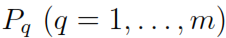 P_q (q = 1, . . . , m)